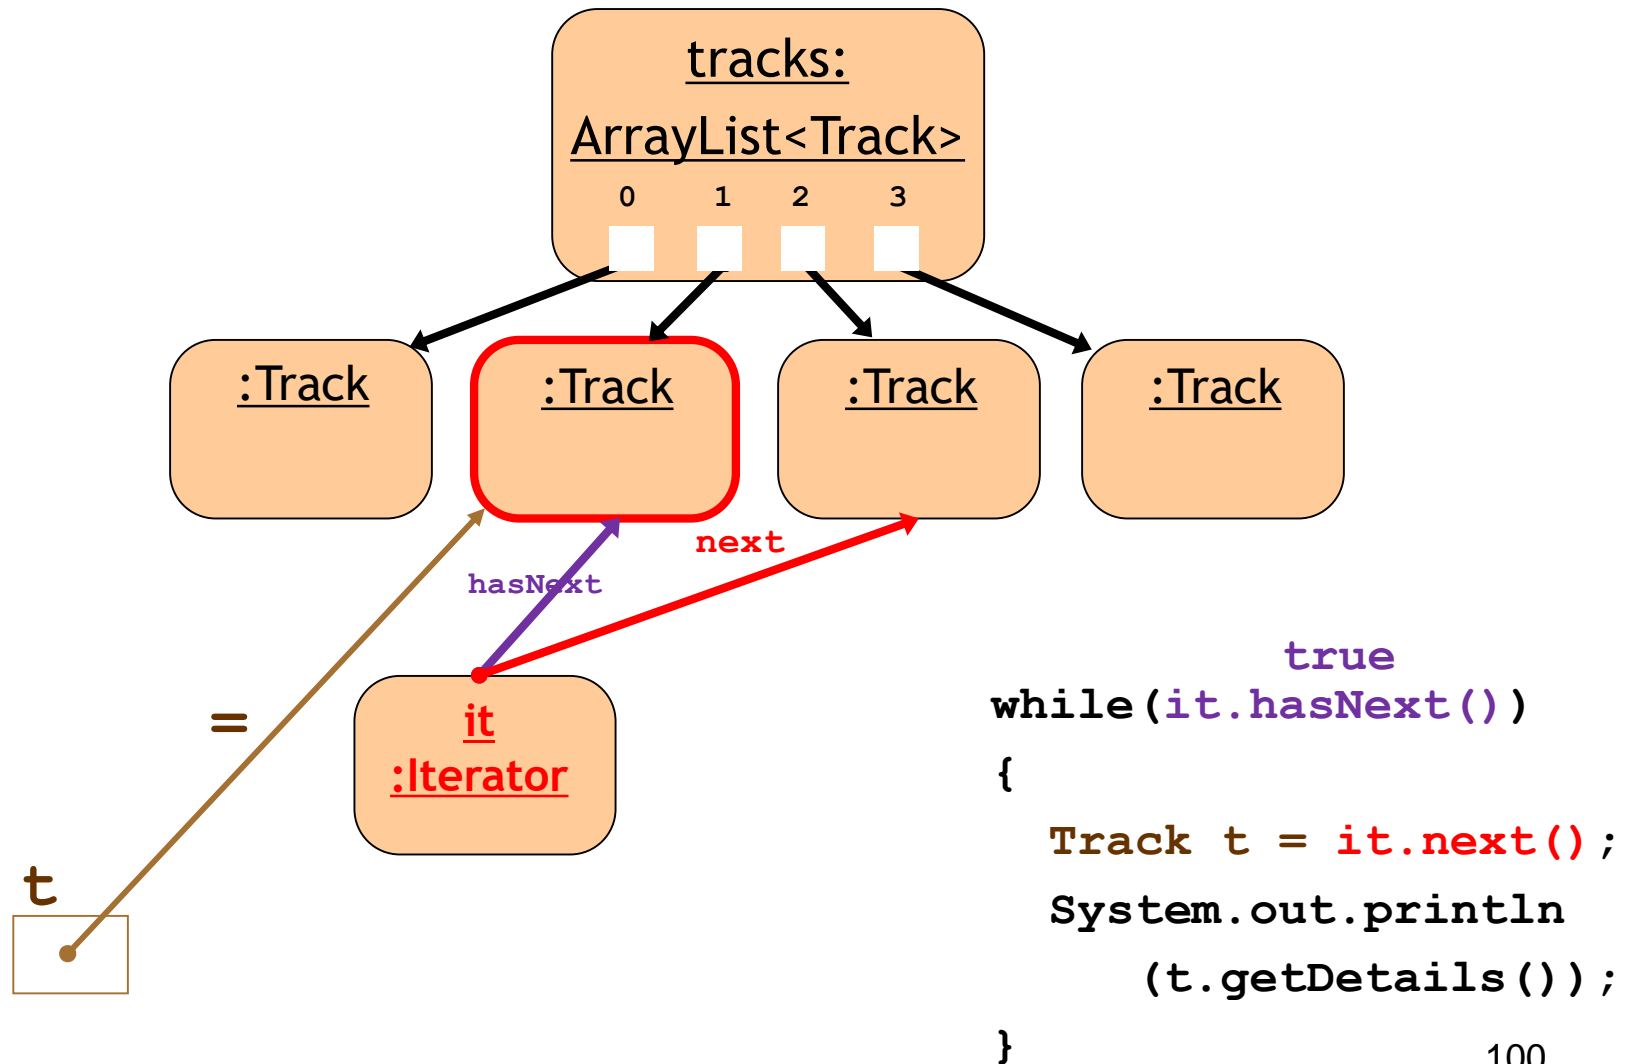 tracks:
ArrayList<Track>
0 1 2 3
:Track :Track :Track :Track
next
hasNext
true
while(it.hasNext())
=
it
:Iterator
{
Track t = it.next();
t
System.out.println
(t.getDetails());
}
100